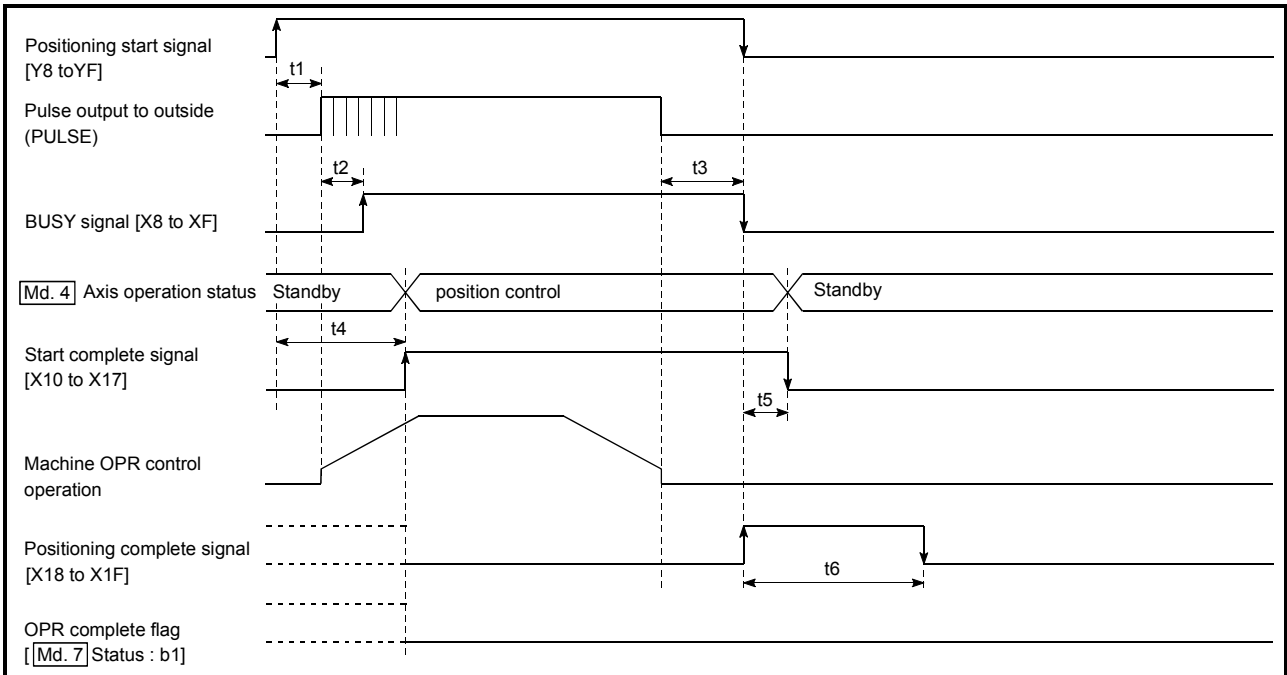 Positioning start signal
[Y8 toYF]
t1
Pulse output to outside
(PULSE)
t2
t3
BUSY signal [X8 to XF]
Md. 4 Axis operation status
Standby
position control
Standby
t4
Start complete signal
[X10 to X17]
t5
Machine OPR control
operation
Positioning complete signal
[X18 to X1F]
t6
OPR complete flag
[ Md. 7 Status : b1]